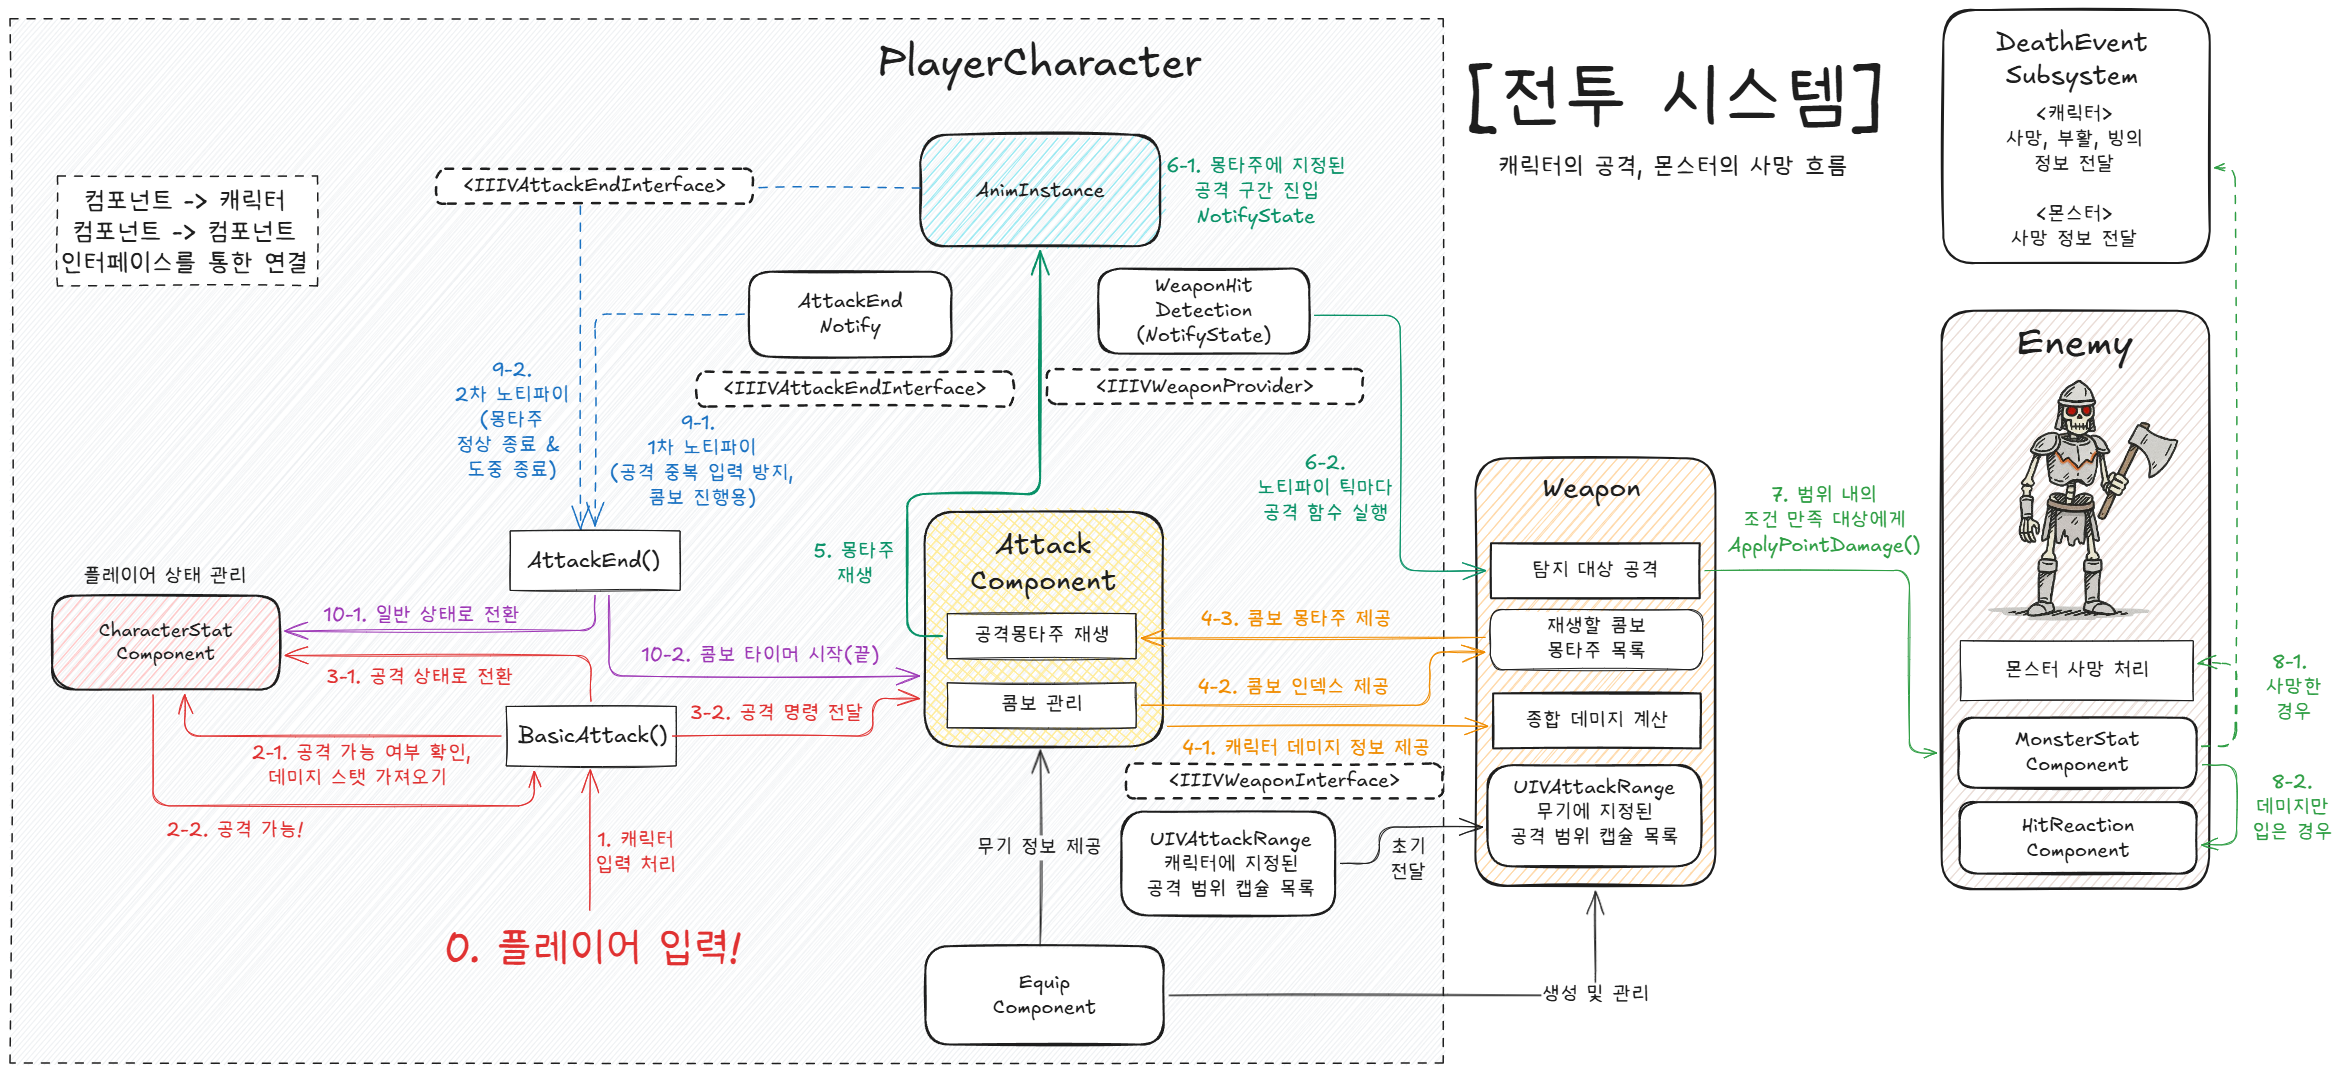 PlayerCharacter
[전투 시스템]
캐릭터의 공격, 몬스터의 사망 흐름
DeathEvent
Subsystem
<캐릭터>
사망, 부활, 빙의
정보 전달
<몬스터>
사망 정보 전달
컴포넌트 -> 캐릭터
컴포넌트 -> 컴포넌트
인터페이스를 통한 연결
<IIIVAttackEndInterface>
AnimInstance
6-1. 몽타주에 지정된
공격 구간 진입
NotifyState
AttackEnd
Notify
WeaponHit
Detection
(NotifyState)
<IIIVAttackEndInterface>
<IIIVWeaponProvider>
9-2.
2차 노티파이
(몽타주
정상 종료 &
도중 종료)
9-1.
1차 노티파이
(공격 중복 입력 방지,
콤보 진행용)
6-2.
노티파이 틱마다
공격 함수 실행
AttackEnd()
5. 몽타주
재생
Attack
Component
공격몽타주 재생
콤보 관리
플레이어 상태 관리
CharacterStat
Component
10-1. 일반 상태로 전환
10-2. 콤보 타이머 시작(끝)
3-1. 공격 상태로 전환
3-2. 공격 명령 전달
BasicAttack()
2-1. 공격 가능 여부 확인,
데미지 스탯 가져오기
2-2. 공격 가능!
1. 캐릭터
입력 처리
0. 플레이어 입력!
4-3. 콤보 몽타주 제공
4-2. 콤보 인덱스 제공
4-1. 캐릭터 데미지 정보 제공
<IIIVWeaponInterface>
무기 정보 제공
UIVAttackRange
캐릭터에 지정된
공격 범위 캡슐 목록
초기
전달
Equip
Component
생성 및 관리
Weapon
탐지 대상 공격
재생할 콤보
몽타주 목록
종합 데미지 계산
UIVAttackRange
무기에 지정된
공격 범위 캡슐 목록
7. 범위 내의
조건 만족 대상에게
ApplyPointDamage()
Enemy
몬스터 사망 처리
MonsterStat
Component
HitReaction
Component
8-1.
사망한
경우
8-2.
데미지만
입은 경우